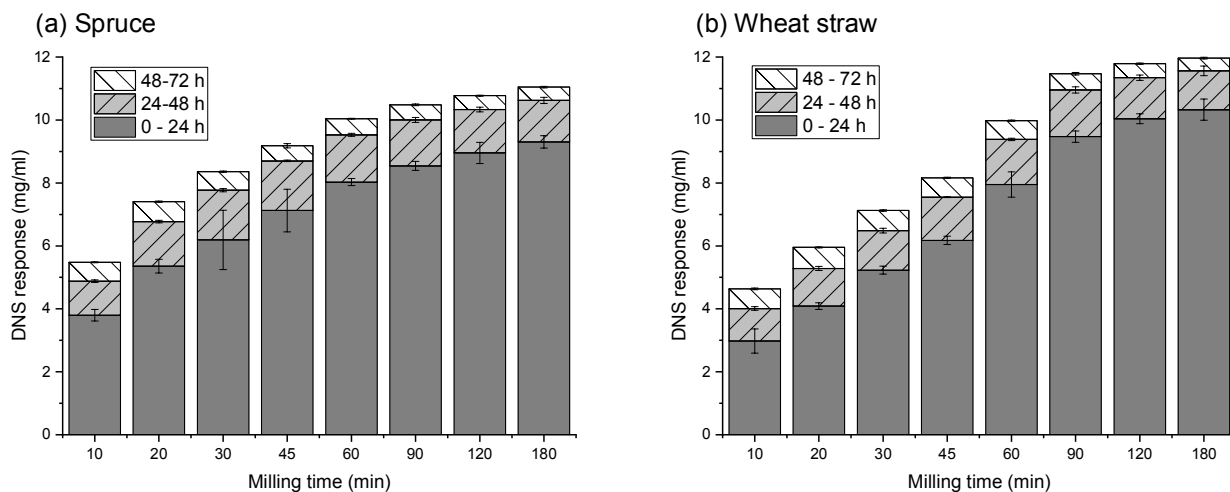 (a) Spruce
48-72 h
24-48 h
0 - 24 h
DNS response (mg/ml)
12
10
8
6
4
2
0
10 20 30 45 60 90 120 180
Milling time (min)
(b) Wheat straw
48 - 72 h
24 - 48 h
0 - 24 h
DNS response (mg/ml)
12
10
8
6
4
2
0
10 20 30 45 60 90 120 180
Milling time (min)